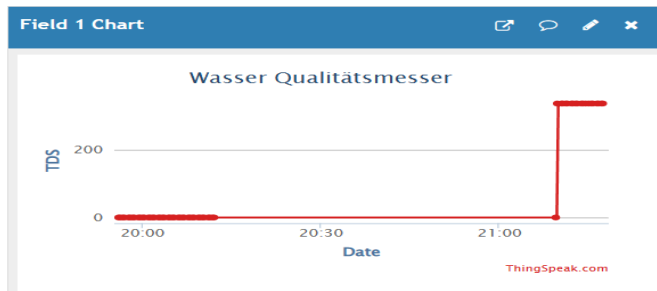 Field 1 Chart
Wasser Qualitätsmesser
TDS
200
0
20:00
20:30
21:00
Date
ThingSpeak.com